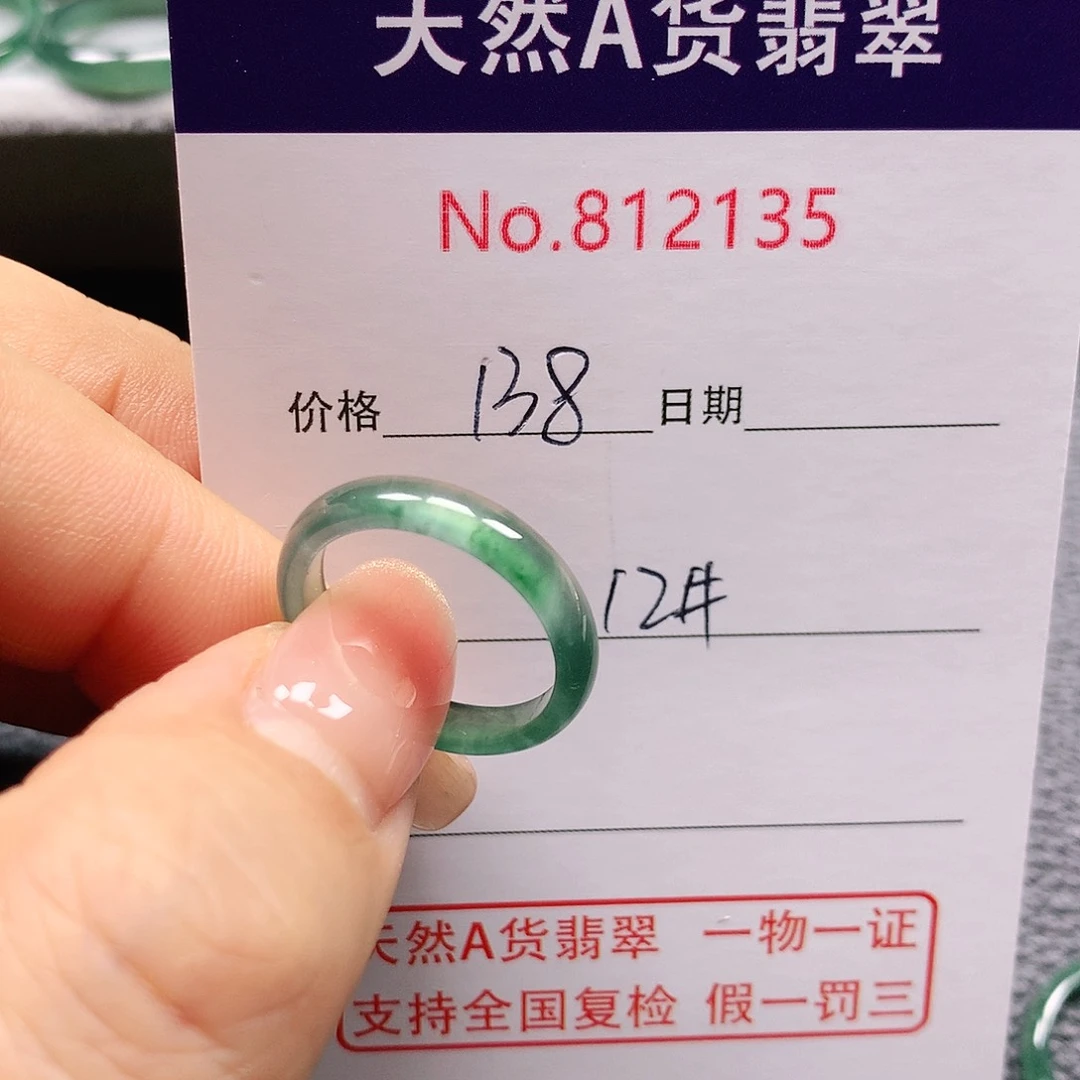 天然A货翡翠
No.812135
价格 138 日期
12#
天然A货翡翠 一物一证
支持全国复检 假一罚三